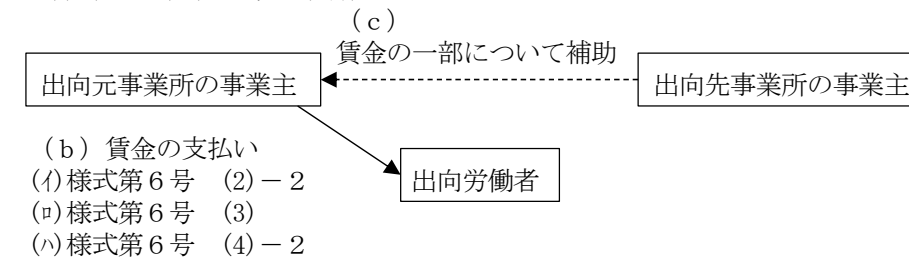 （ｃ）
賃金の一部について補助
出向元事業所の事業主
出向先事業所の事業主
（ｂ）賃金の支払い
(ｲ)様式第６号　(2)－２
(ﾛ)様式第６号　(3)
(ﾊ)様式第６号　(4)－２
出向労働者